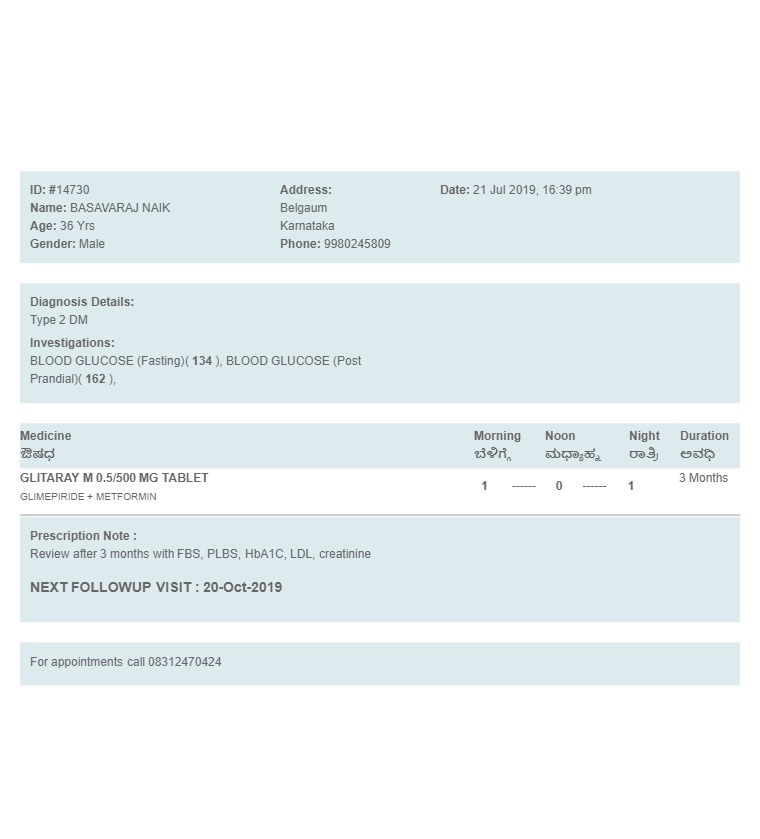 ID: #14730
Name: BASAVARAJ NAIK
Age: 36 Yrs
Gender: Male
Address:
Belgaum
Karnataka
Phone: 9980245809
Date: 21 Jul 2019, 16:39 pm
Diagnosis Details:
Type 2 DM
Investigations:
BLOOD GLUCOSE (Fasting)( 134 ), BLOOD GLUCOSE (Post
Prandial)( 162 ),
Medicine Morning Noon Night Duration
ಔಷಧ ಬೆಳಿಗ್ಗೆ ಮಧ್ಯಾಹ್ನ ರಾತ್ರಿ ಅವಧಿ
GLITARAY M 0.5/500 MG TABLET 3 Months
1 ------ 0 ------ 1
GLIMEPIRIDE + METFORMIN
Prescription Note :
Review after 3 months with FBS, PLBS, HbA1C, LDL, creatinine
NEXT FOLLOWUP VISIT : 20-Oct-2019
For appointments call 08312470424